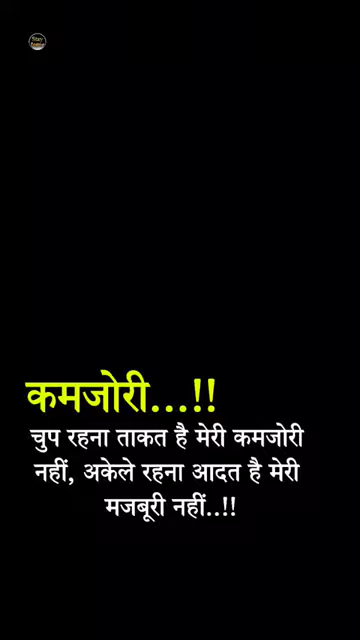 कमजोरी...!!
चुप रहना ताकत है मेरी कमजोरी
नहीं, अकेले रहना आदत है मेरी
मजबूरी नहीं..!!